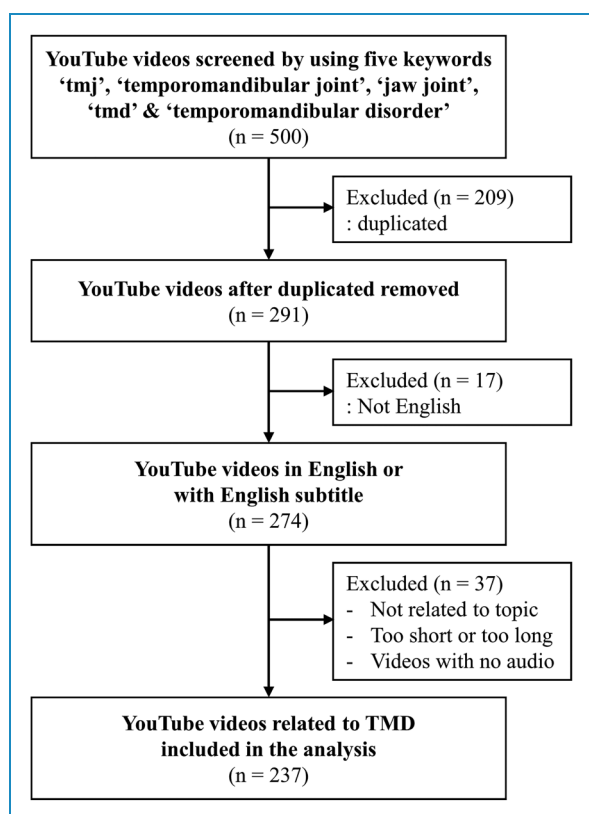 YouTube videos screened by using five keywords
‘tmj’, ‘temporomandibular joint’, ‘jaw joint’,
‘tmd’ & ‘temporomandibular disorder’
(n = 500)
Excluded (n = 209)
: duplicated
YouTube videos after duplicated removed
(n = 291)
Excluded (n = 17)
: Not English
YouTube videos in English or
with English subtitle
(n = 274)
Excluded (n = 37)
- Not related to topic
- Too short or too long
- Videos with no audio
YouTube videos related to TMD
included in the analysis
(n = 237)